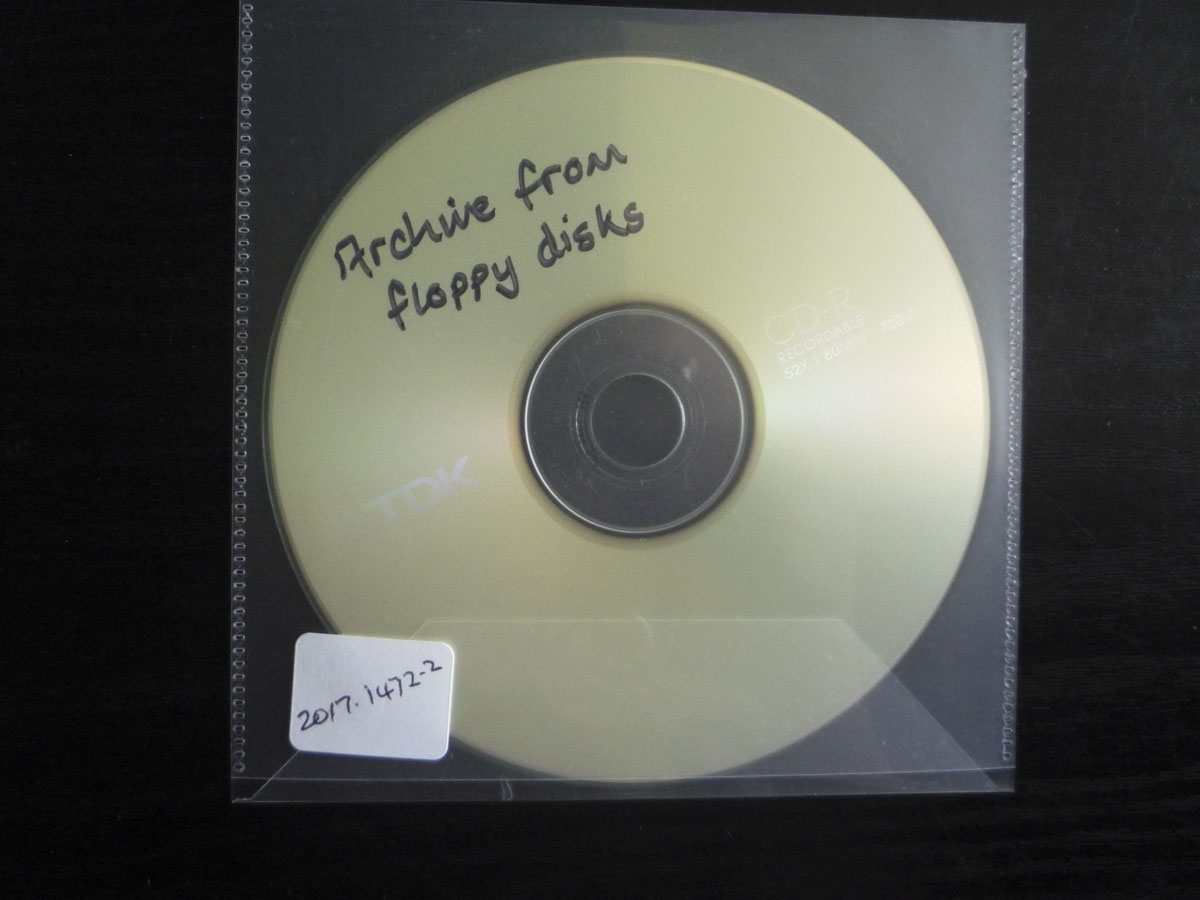 Archive from
floppy disks
CD-R
RECORDABLE
52X | 80MIN | 700MB
TDK
2017.1472-2